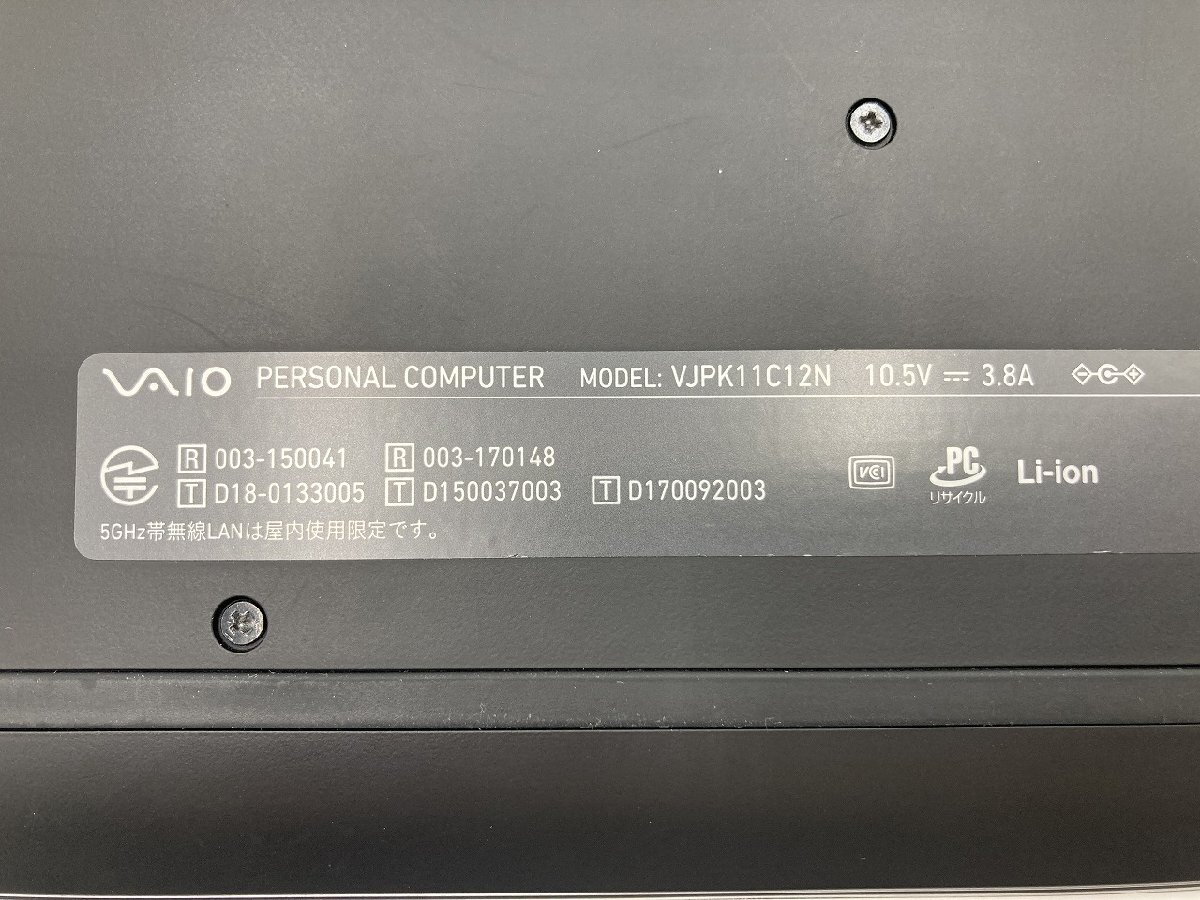 VAIO PERSONAL COMPUTER MODEL: VJPK11C12N 10.5V 3.8A
R 003-150041 R 003-170148
T D18-0133005 T D150037003 T D170092003
5GHz帯無線LANは屋内使用限定です。
VCCI
PC
リサイクル
Li-ion